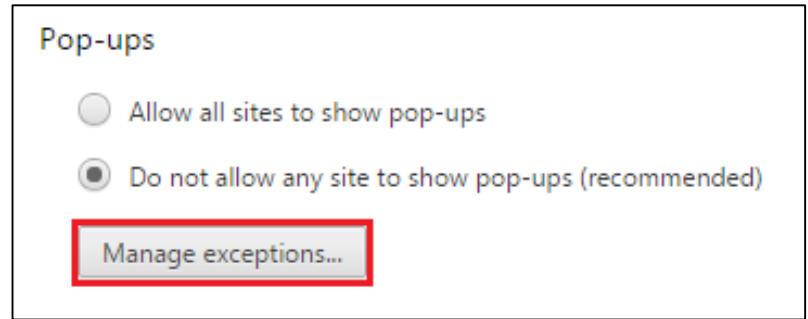 Pop-ups
Allow all sites to show pop-ups
Do not allow any site to show pop-ups (recommended)
Manage exceptions...